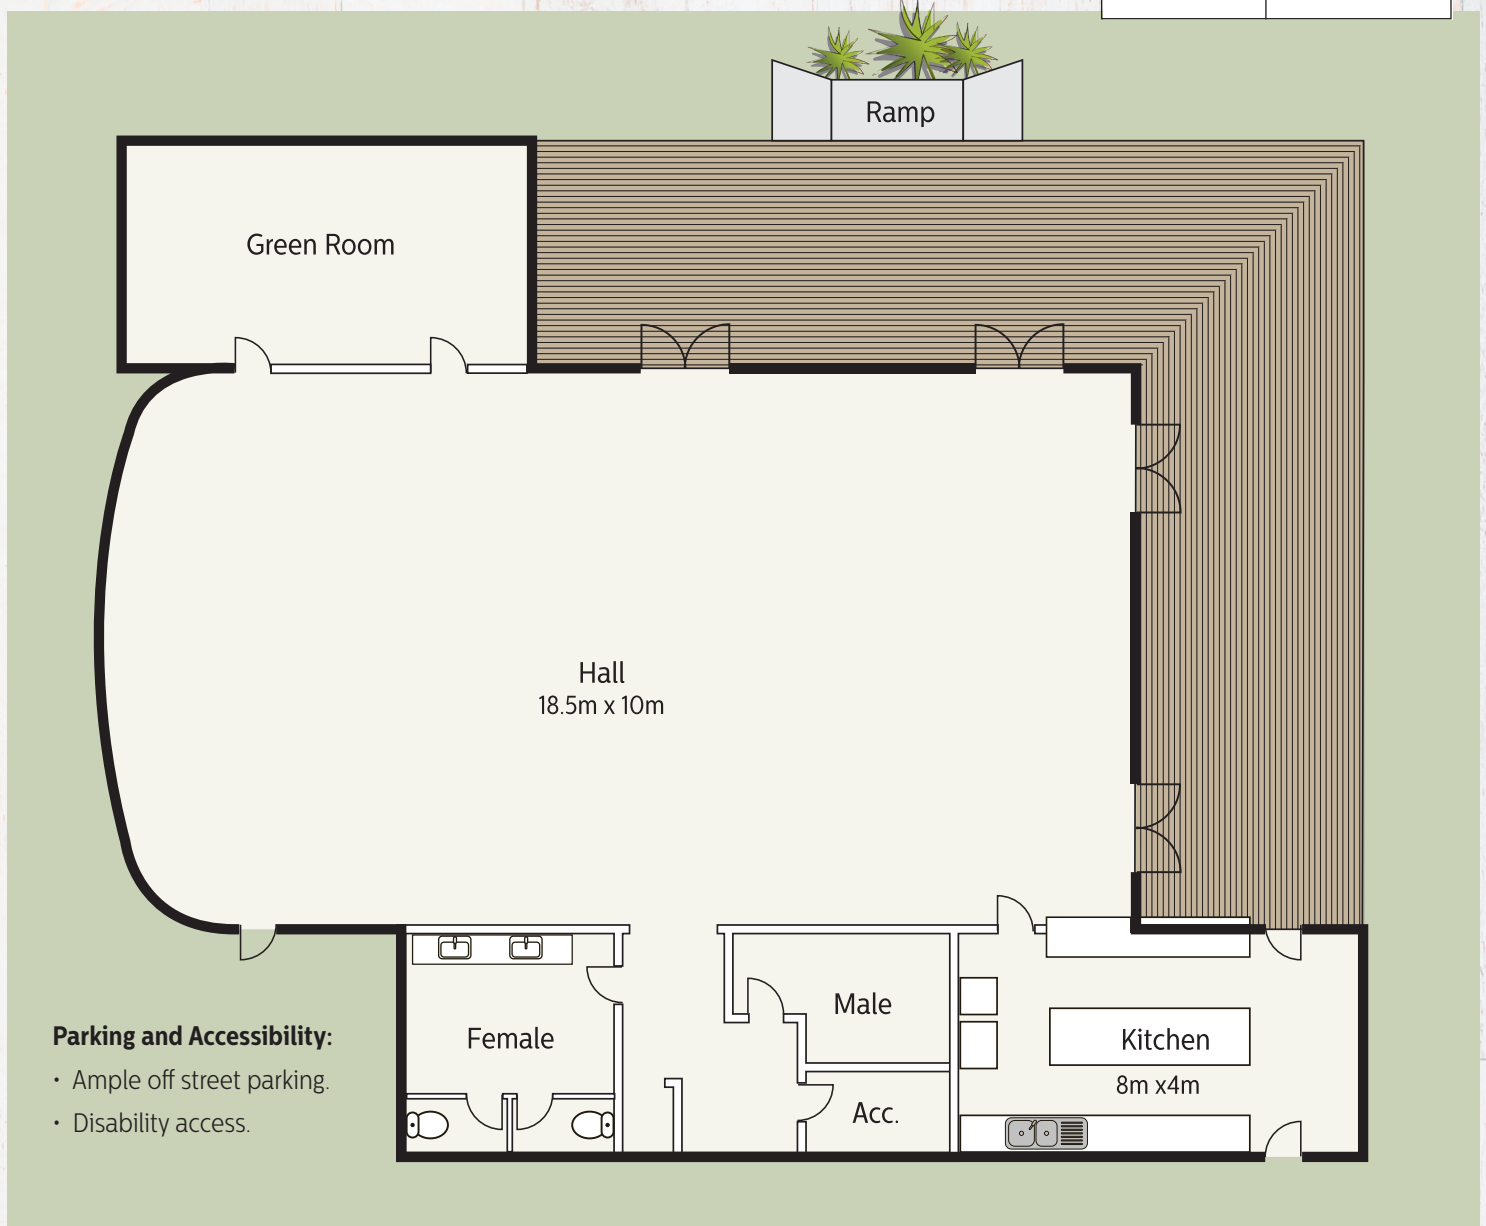 Ramp
Green Room
Hall
18.5m x 10m
Male
Female
Kitchen
8m x4m
Acc.
Parking and Accessibility:
• Ample off street parking.
• Disability access.